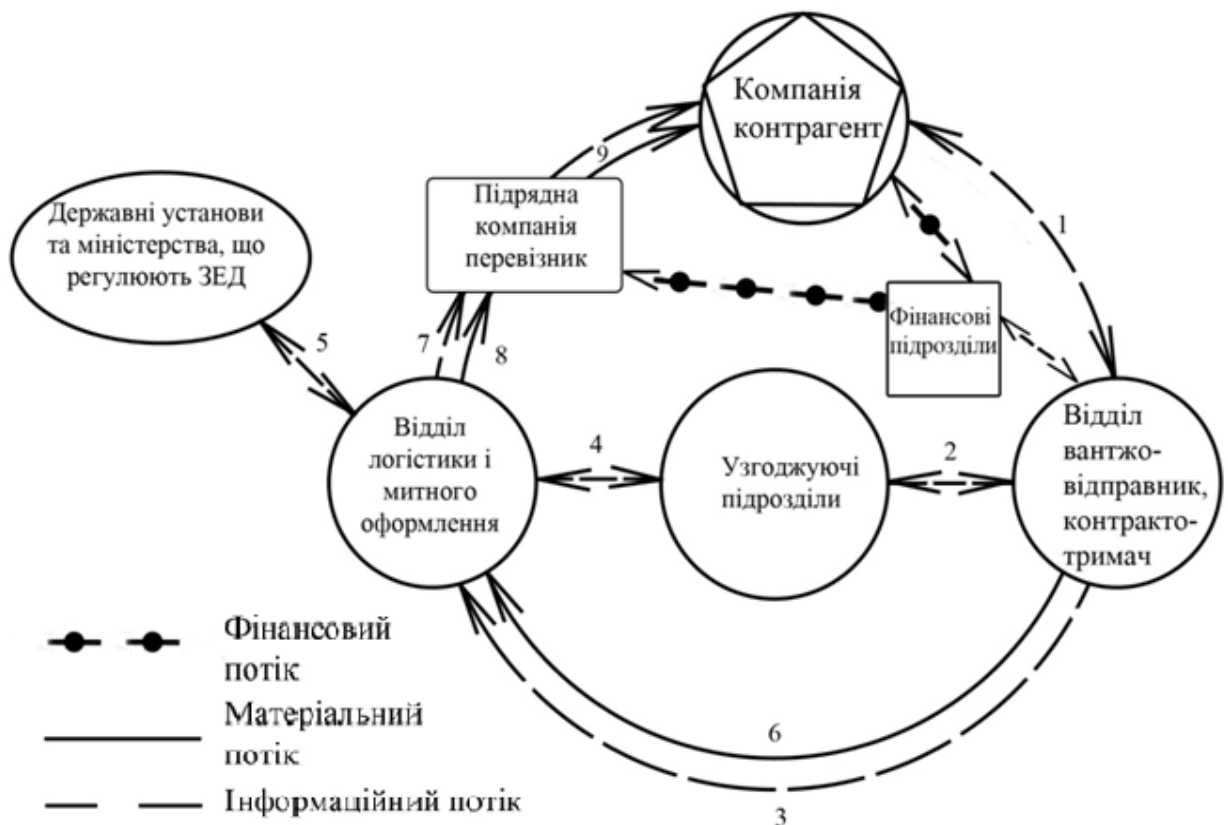 Компанія
контрагент
9
Підрядна
компанія
перевізник
Державні установи
та міністерства, що
регулюють ЗЕД
1
Фінансові
підрозділи
5
7
8
Відділ
логістики і
митного
оформлення
4
Узгоджуючі
підрозділи
2
Відділ
вантжо-
відправник,
контракто-
тримач
Фінансовий
потік
Матеріальний
потік
Інформаційний потік
6
3